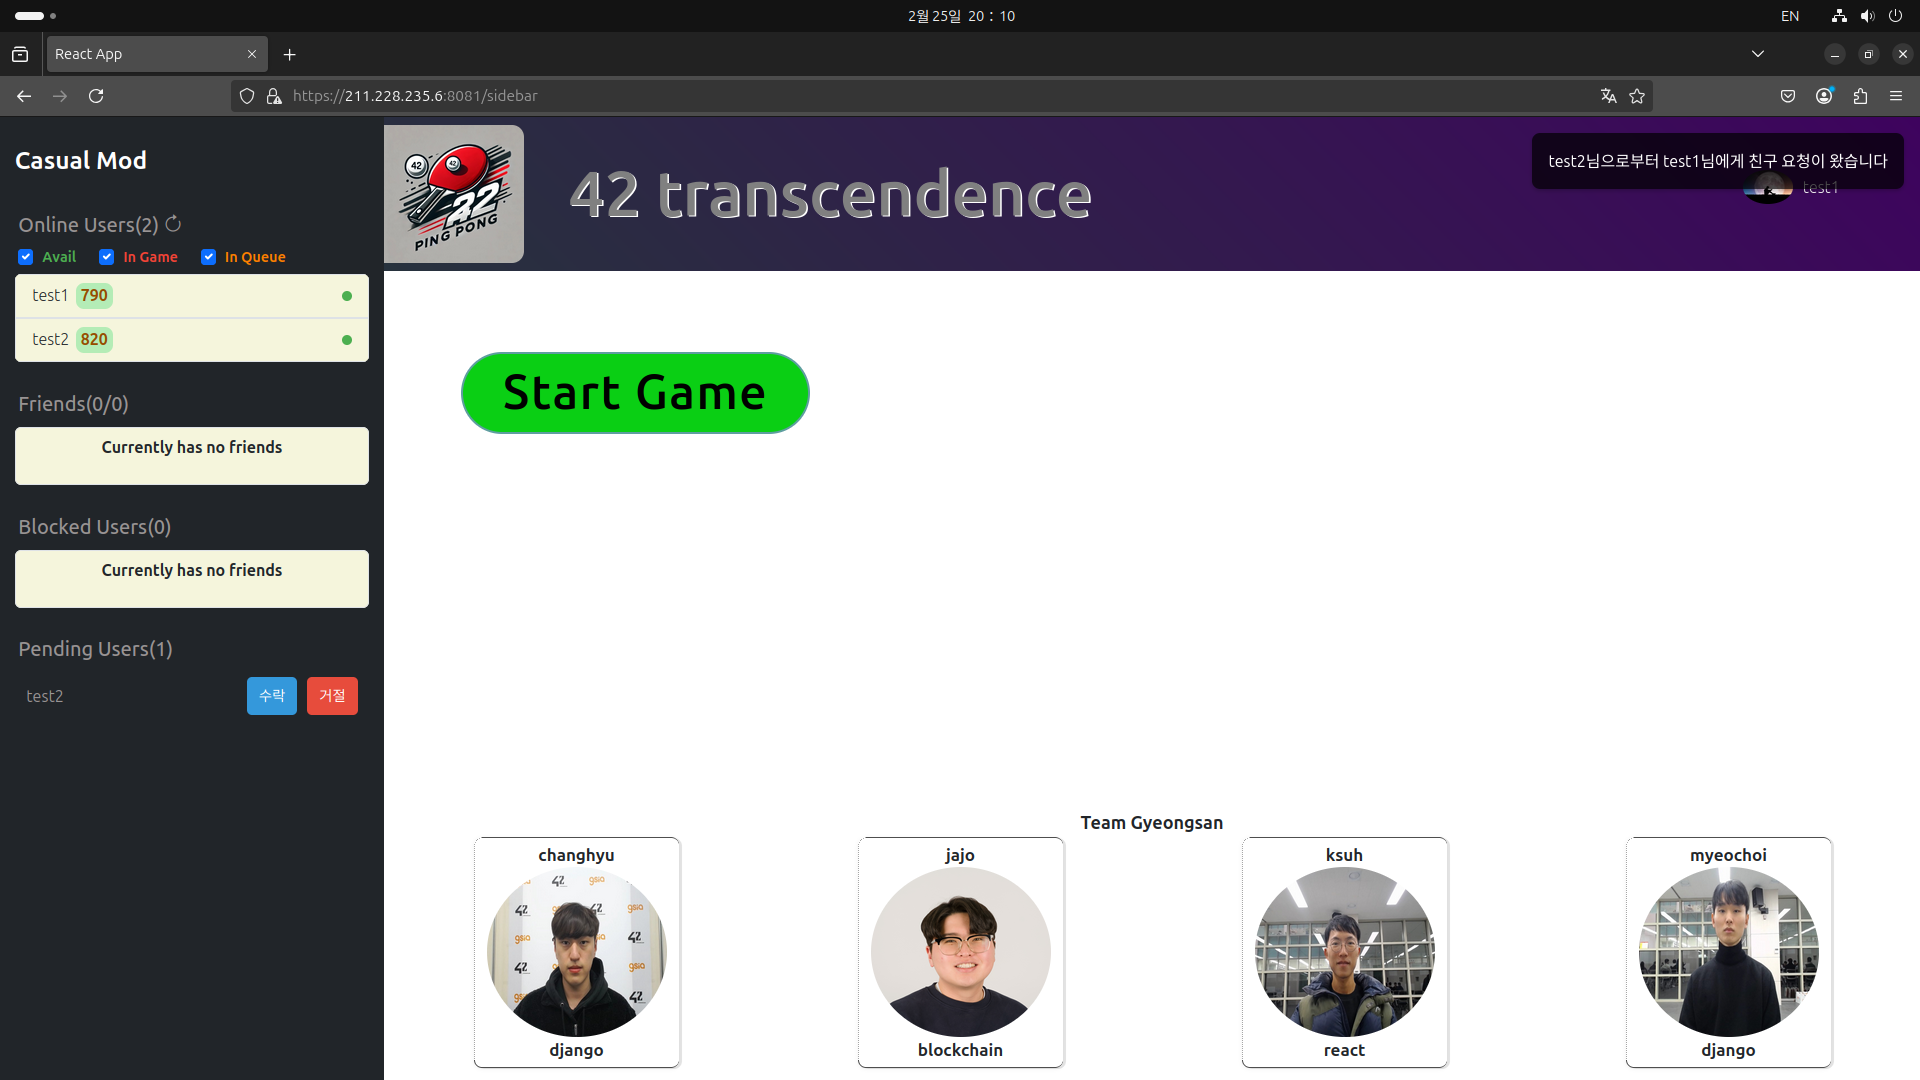 2월 25일 20 : 10
EN
React App
https://211.228.235.6:8081/sidebar
Casual Mod
Online Users(2)
Avail In Game In Queue
test1 790
test2 820
Friends(0/0)
Currently has no friends
Blocked Users(0)
Currently has no friends
Pending Users(1)
test2 수락 거절
42 42
42
PING PONG
42 transcendence
test2님으로부터 test1님에게 친구 요청이 왔습니다
test1
Start Game
Team Gyeongsan
changhyu
django
jajo
blockchain
ksuh
react
myeochoi
django